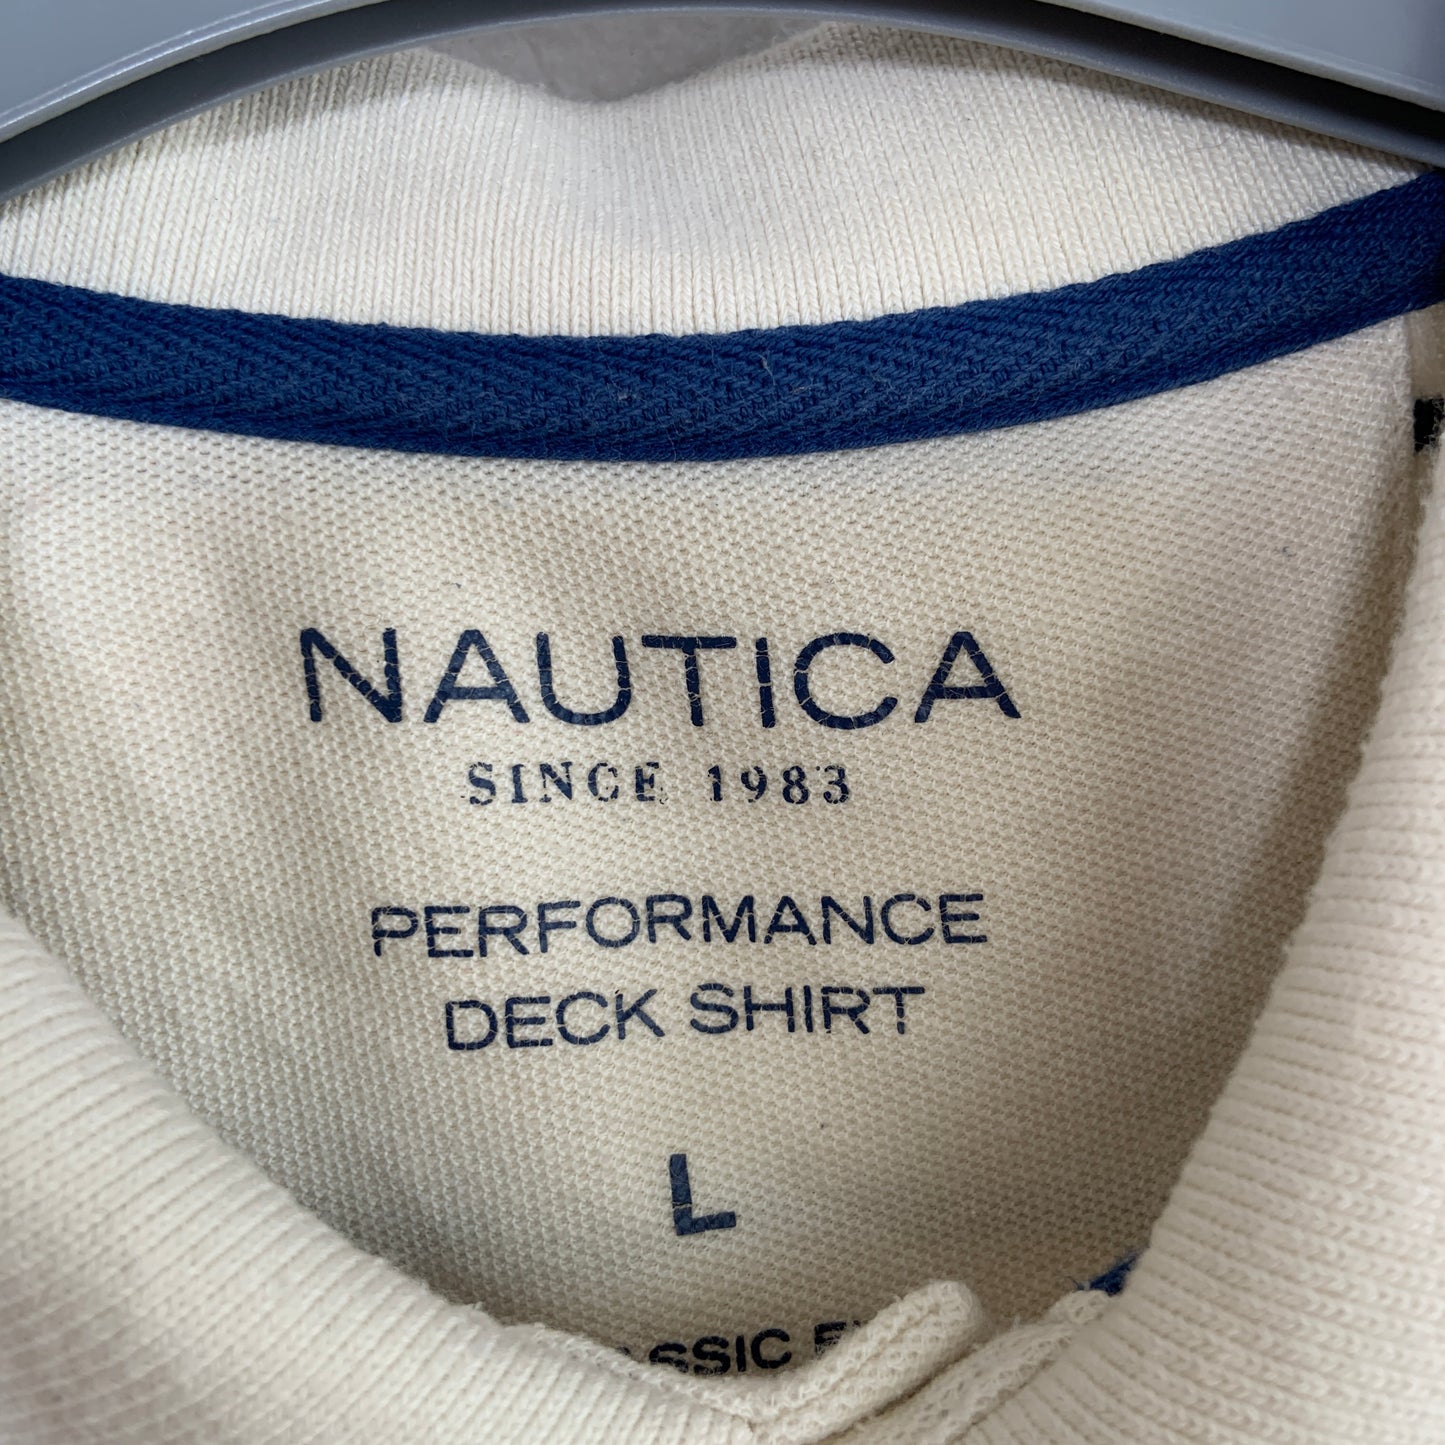 NAUTICA
SINCE 1983
PERFORMANCE
DECK SHIRT
L